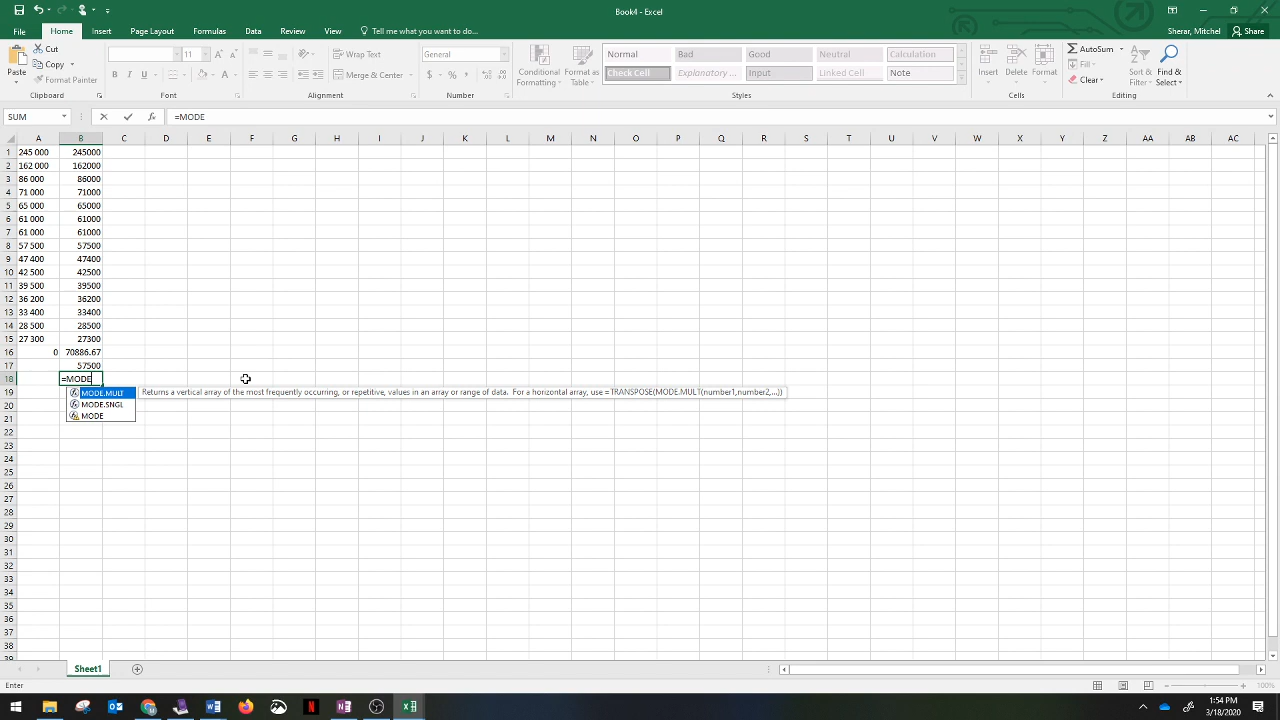 Book4 - Excel
Sherar, Mitchel
File Home Insert Page Layout Formulas Data Review View Tell me what you want to do... Share
Paste Cut Copy Format Painter Clipboard
11 Font
Wrap Text Merge & Center Alignment
General $ % , Number
Conditional Formatting Format as Table
Normal Bad Good Neutral Calculation
Check Cell Explanatory ... Input Linked Cell Note
Styles
Insert Delete Format Cells
AutoSum Fill Clear Sort & Filter Find & Select Editing
SUM fx =MODE
A B C D E F G H I J K L M N O P Q R S T U V W X Y Z AA AB AC
1 245 000 245000
2 162 000 162000
3 86 000 86000
4 71 000 71000
5 65 000 65000
6 61 000 61000
7 61 000 61000
8 57 500 57500
9 47 400 47400
10 42 500 42500
11 39 500 39500
12 36 200 36200
13 33 400 33400
14 28 500 28500
15 27 300 27300
16 0 70886.67
17 57500
18 =MODE
19 MODE.MULT Returns a vertical array of the most frequently occurring, or repetitive, values in an array or range of data. For a horizontal array, use =TRANSPOSE(MODE.MULT(number1,number2,...))
20 MODE.SNGL
21 MODE
22
23
24
25
26
27
28
29
30
31
32
33
34
35
36
37
38
39
Sheet1
Enter 100%
1:54 PM
3/18/2020